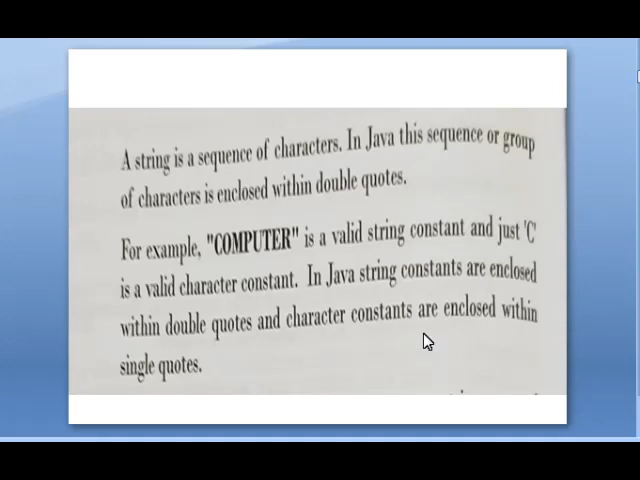 A string is a sequence of characters. In Java this sequence or group
of characters is enclosed within double quotes.
For example, "COMPUTER" is a valid string constant and just 'C'
is a valid character constant. In Java string constants are enclosed
within double quotes and character constants are enclosed within
single quotes.